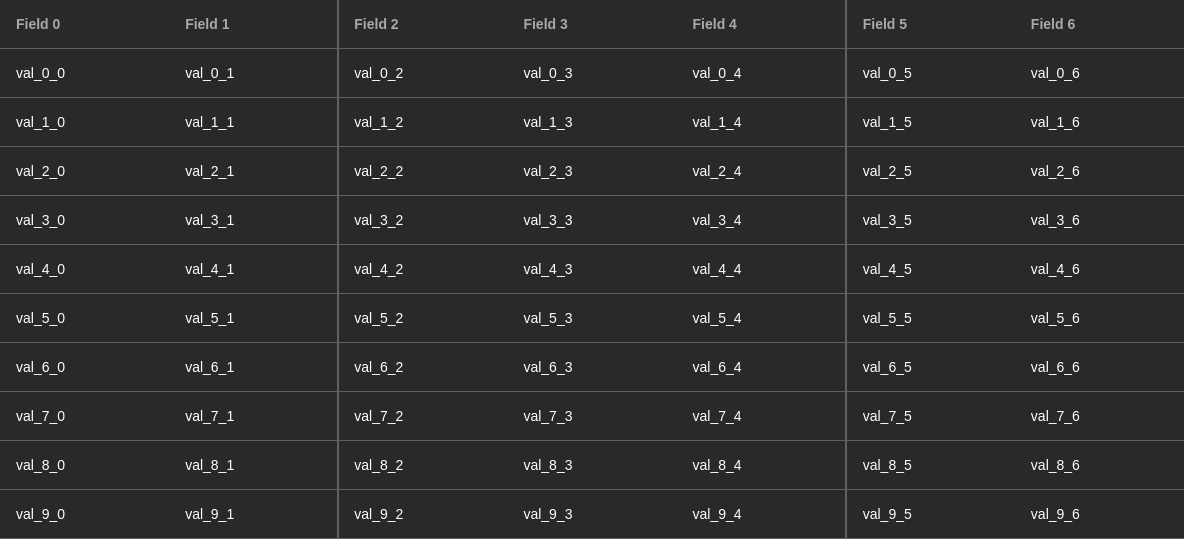 Field 0 Field 1 Field 2 Field 3 Field 4 Field 5 Field 6
val_0_0 val_0_1 val_0_2 val_0_3 val_0_4 val_0_5 val_0_6
val_1_0 val_1_1 val_1_2 val_1_3 val_1_4 val_1_5 val_1_6
val_2_0 val_2_1 val_2_2 val_2_3 val_2_4 val_2_5 val_2_6
val_3_0 val_3_1 val_3_2 val_3_3 val_3_4 val_3_5 val_3_6
val_4_0 val_4_1 val_4_2 val_4_3 val_4_4 val_4_5 val_4_6
val_5_0 val_5_1 val_5_2 val_5_3 val_5_4 val_5_5 val_5_6
val_6_0 val_6_1 val_6_2 val_6_3 val_6_4 val_6_5 val_6_6
val_7_0 val_7_1 val_7_2 val_7_3 val_7_4 val_7_5 val_7_6
val_8_0 val_8_1 val_8_2 val_8_3 val_8_4 val_8_5 val_8_6
val_9_0 val_9_1 val_9_2 val_9_3 val_9_4 val_9_5 val_9_6